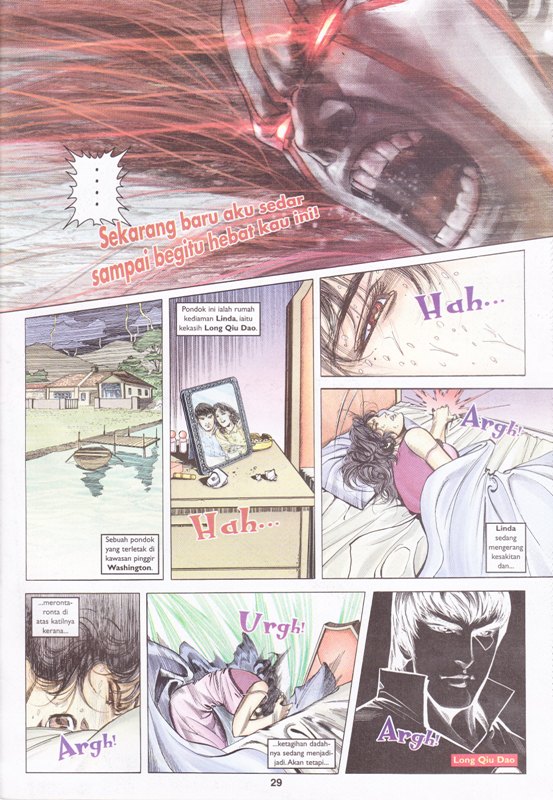 ....
Sekarang baru aku sedar
sampai begitu hebat kau ini!
Sebuah pondok
yang terletak di
kawasan pinggir
Washington.
Pondok ini ialah rumah
kediaman Linda, iaitu
kekasih Long Qiu Dao.
Hah...
Hah...
Argh!
Linda
sedang
mengerang
kesakitan
dan...
...meronta-
ronta di
atas katilnya
kerana...
Argh!
Urgh!
...ketagihan dadah-
nya sedang menjadi-
jadi. Akan tetapi...
Argh!
Long Qiu Dao
29